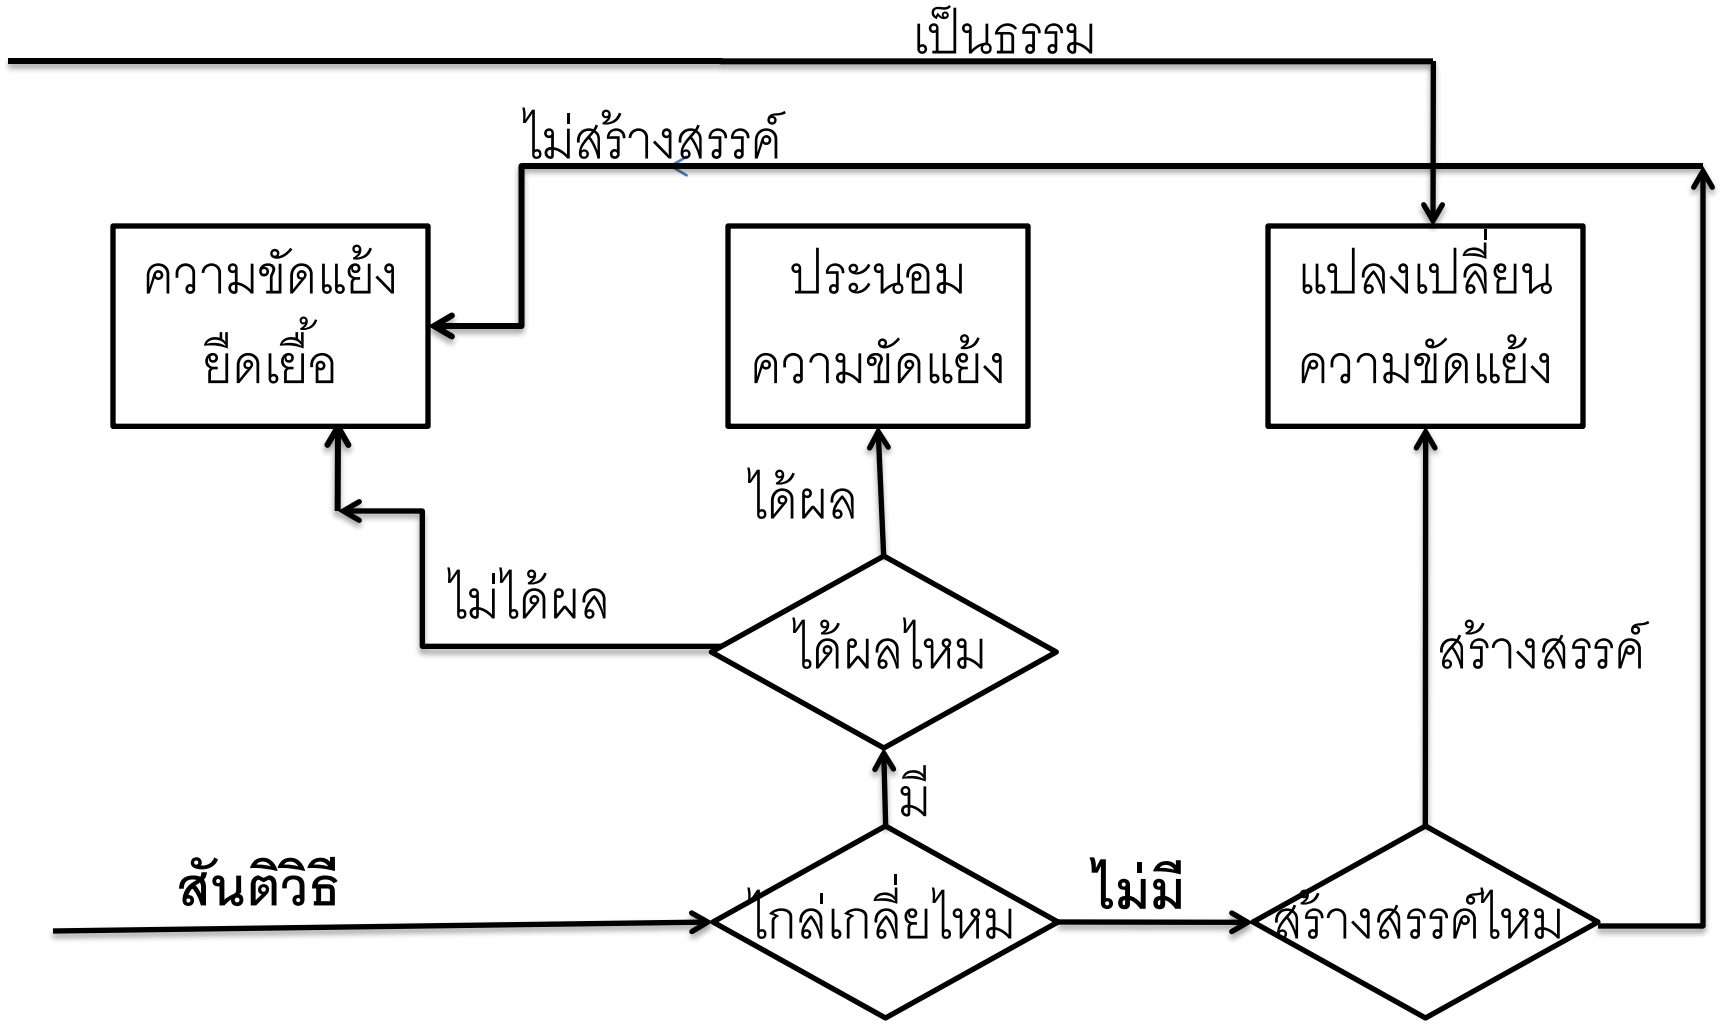 เป็นธรรม
ไม่สร้างสรรค์
ความขัดแย้ง
ยืดเยื้อ
ประนอม
ความขัดแย้ง
แปลงเปลี่ยน
ความขัดแย้ง
ได้ผล
ไม่ได้ผล
ได้ผลไหม
สร้างสรรค์
มี
สันติวิธี
ไกล่เกลี่ยไหม
ไม่มี
สร้างสรรค์ไหม